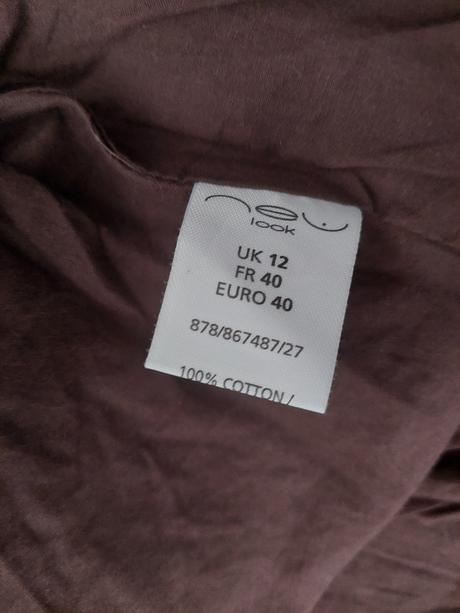 new
look
UK 12
FR 40
EURO 40
878/867487/27
100% COTTON /